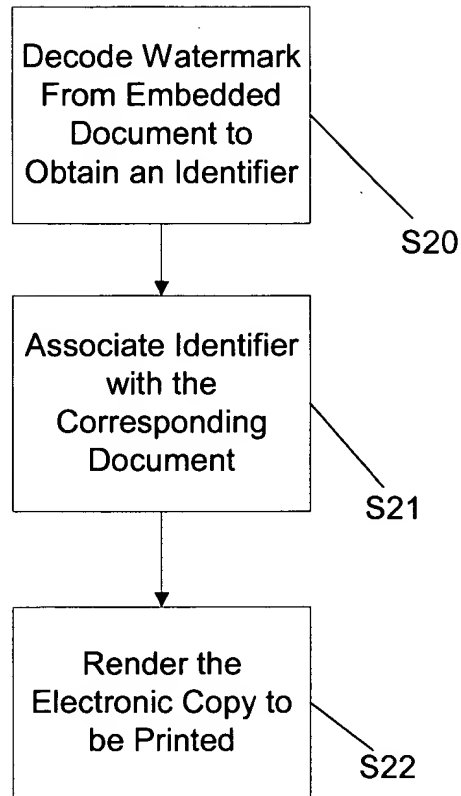 Decode Watermark
From Embedded
Document to
Obtain an Identifier
S20
Associate Identifier
with the
Corresponding
Document
S21
Render the
Electronic Copy to
be Printed
S22